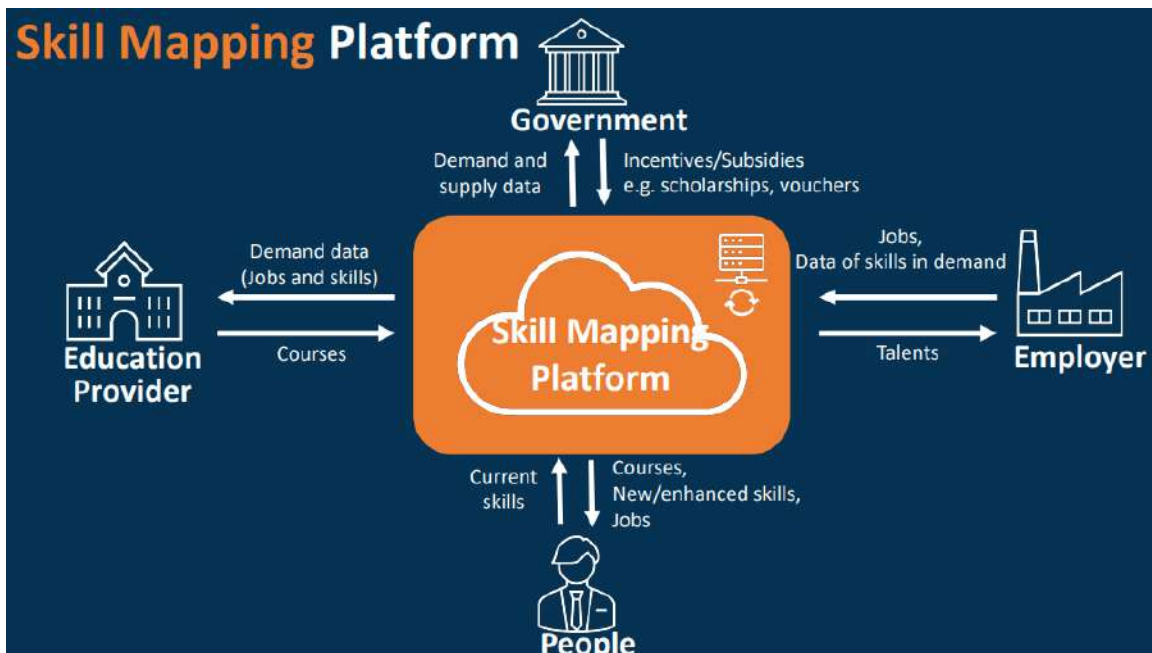 Skill Mapping Platform
Government
Demand and
supply data
Incentives/Subsidies
e.g. scholarships, vouchers
Demand data
(Jobs and skills)
Courses
Education
Provider
Skill Mapping
Platform
Jobs,
Data of skills in demand
Talents
Employer
Current
skills
Courses,
New/enhanced skills,
Jobs
People